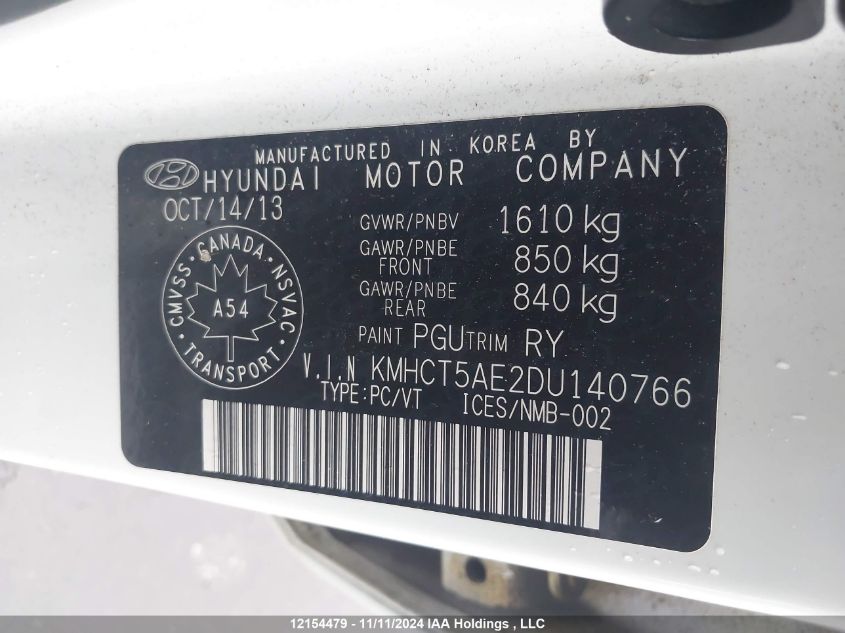 MANUFACTURED IN KOREA BY
HYUNDAI MOTOR COMPANY
OCT/14/13
GVWR/PNBV 1610 kg
GAWR/PNBE FRONT 850 kg
GAWR/PNBE REAR 840 kg
CANADA
CMVSS NSVAC
A54
TRANSPORT
PAINT PGU TRIM RY
V.I.N KMHCT5AE2DU140766
TYPE:PC/VT ICES/NMB-002
12154479 - 11/11/2024 IAA Holdings , LLC